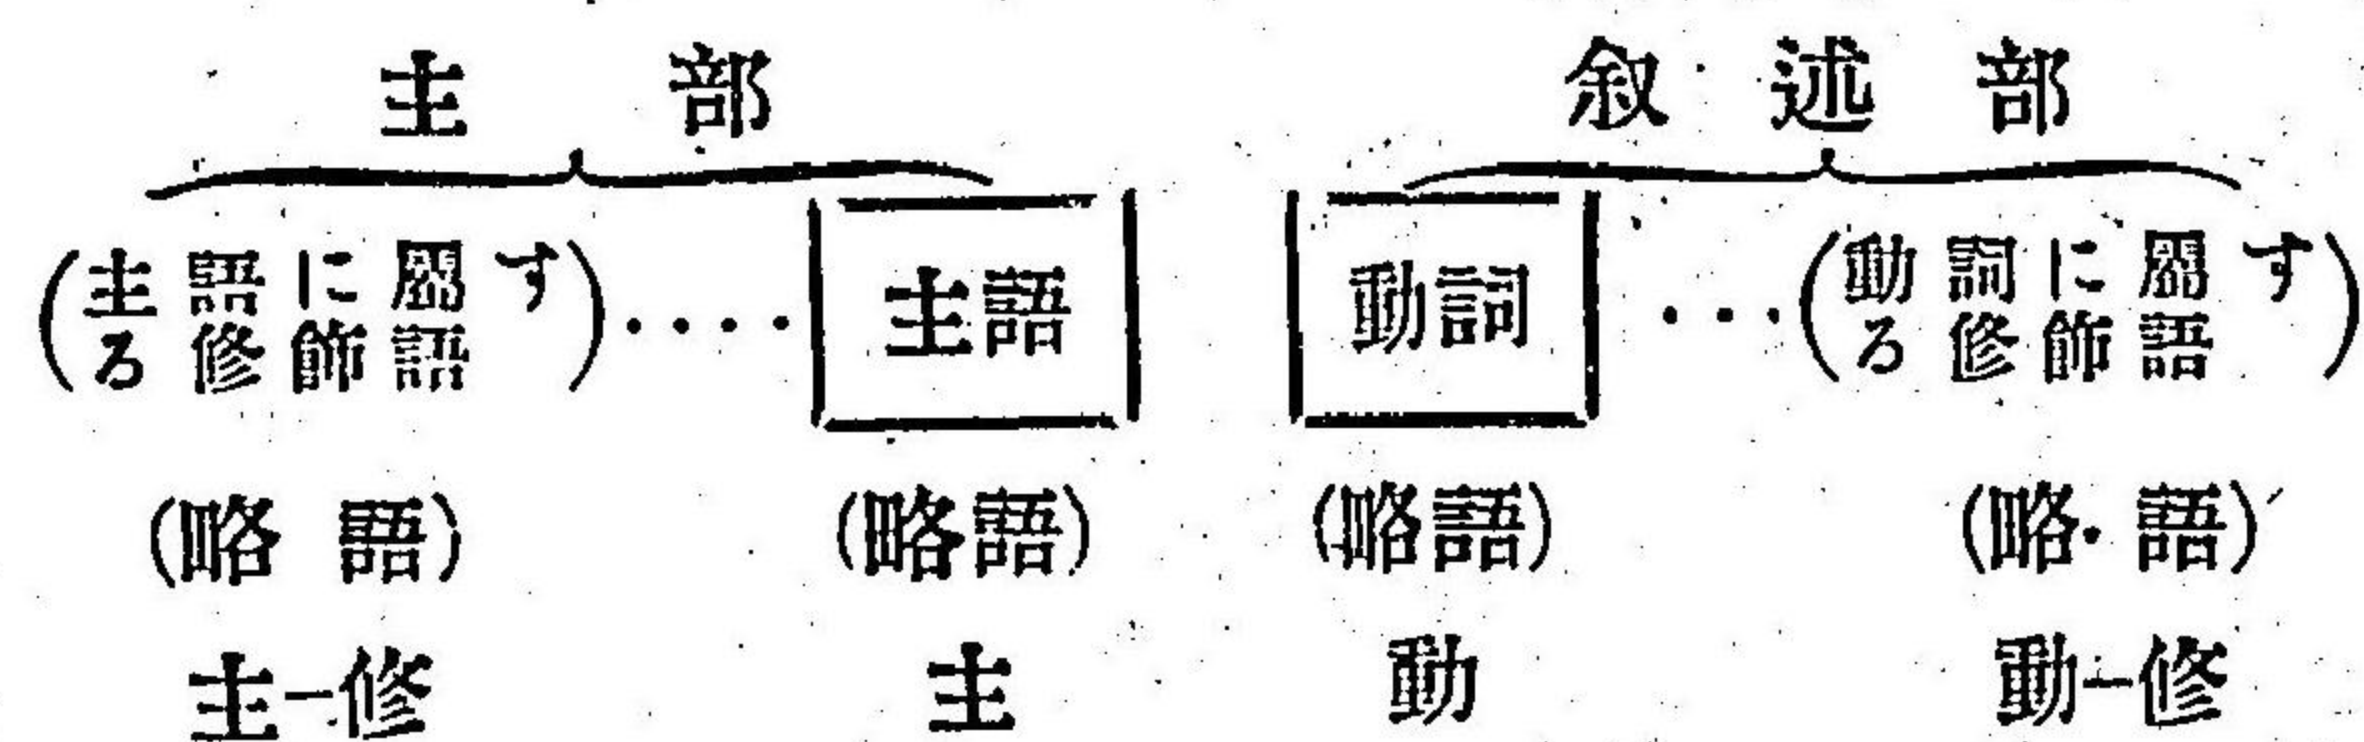 主部 叙述部
(主語に關す る修飾語)‥‥主語 動詞‥・(動詞に關す る修飾語)
(略語) (略語) (略語) (略語)
主-修 主 動 動-修